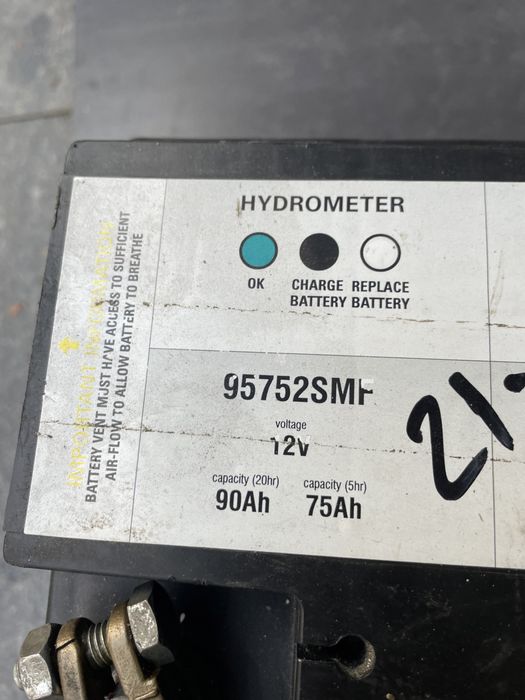 IMPORTANT INFORMATION
BATTERY VENT MUST HAVE ACCESS TO SUFFICIENT
AIR-FLOW TO ALLOW BATTERY TO BREATHE
HYDROMETER
OK
CHARGE BATTERY
REPLACE BATTERY
95752SMF
voltage
12V
capacity (20hr)
90Ah
capacity (5hr)
75Ah